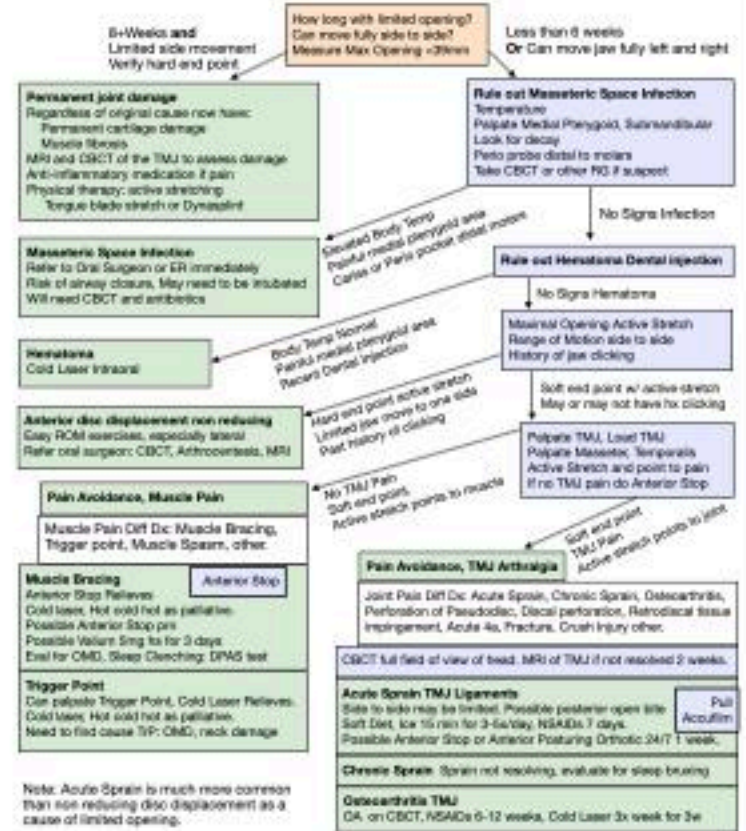 How long with limited opening?
Can move fully side to side?
Measure Max Opening <39mm
6+Weeks and
Limited side movement
Verify hard end point
Less than 6 weeks
Or Can move jaw fully left and right
Permanent joint damage
Regardless of original cause now have:
Permanent cartilage damage
Muscle fibrosis
MRI and CBCT of the TMJ to assess damage
Anti-inflammatory medication if pain
Physical therapy: active stretching
Tongue blade stretch or Dynasplint
Rule out Masseteric Space Infection
Temperature
Palpate Medial Pterygoid, Submandibular
Look for decay
Perio probe distal to molars
Take CBCT or other RG if suspect
Elevated Body Temp
Painful medial pterygoid area
Caries or Perio pocket distal molars
No Signs Infection
Masseteric Space Infection
Refer to Oral Surgeon or ER immediately
Risk of airway closure, May need to be intubated
Will need CBCT and antibiotics
Rule out Hematoma Dental injection
Body Temp Normal
Painful medial pterygoid area
Recent Dental Injection
No Signs Hematoma
Hematoma
Cold Laser Intraoral
Maximal Opening Active Stretch
Range of Motion side to side
History of jaw clicking
Hard end point active stretch
Limited jaw move to one side
Past history of clicking
Soft end point w/ active stretch
May or may not have hx clicking
Anterior disc displacement non reducing
Easy ROM exercises, especially lateral
Refer oral surgeon: CBCT, Arthrocentesis, MRI
Palpate TMJ, Load TMJ
Palpate Masseter, Temporalis
Active Stretch and point to pain
If no TMJ pain do Anterior Stop
No TMJ Pain
Soft end point,
Active stretch points to muscle
Soft end point
TMJ Pain
Active stretch points to joint
Pain Avoidance, Muscle Pain
Muscle Pain Diff Dx: Muscle Bracing,
Trigger point, Muscle Spasm, other.
Muscle Bracing
Anterior Stop
Anterior Stop Relieves
Cold laser, Hot cold hot as palliative.
Possible Anterior Stop prn
Possible Valium 5mg hs for 3 days
Eval for OMD, Sleep Clenching: DPAS test
Trigger Point
Can palpate Trigger Point, Cold Laser Relieves.
Cold laser, Hot cold hot as palliative.
Need to find cause TrP: OMD, neck damage
Pain Avoidance, TMJ Arthralgia
Joint Pain Diff Dx: Acute Sprain, Chronic Sprain, Osteoarthritis,
Perforation of Pseudodisc, Discal perforation, Retrodiscal tissue
impingement, Acute 4a, Fracture, Crush Injury other.
CBCT full field of view of head. MRI of TMJ if not resolved 2 weeks.
Acute Sprain TMJ Ligaments
Side to side may be limited. Possible posterior open bite
Soft Diet, Ice 15 min for 3-5x/day, NSAIDs 7 days.
Possible Anterior Stop or Anterior Posturing Orthotic 24/7 1 week,
Pull
Accufilm
Chronic Sprain Sprain not resolving, evaluate for sleep bruxing
Osteoarthritis TMJ
OA on CBCT, NSAIDs 6-12 weeks, Cold Laser 3x week for 3w
Note: Acute Sprain is much more common
than non reducing disc displacement as a
cause of limited opening.